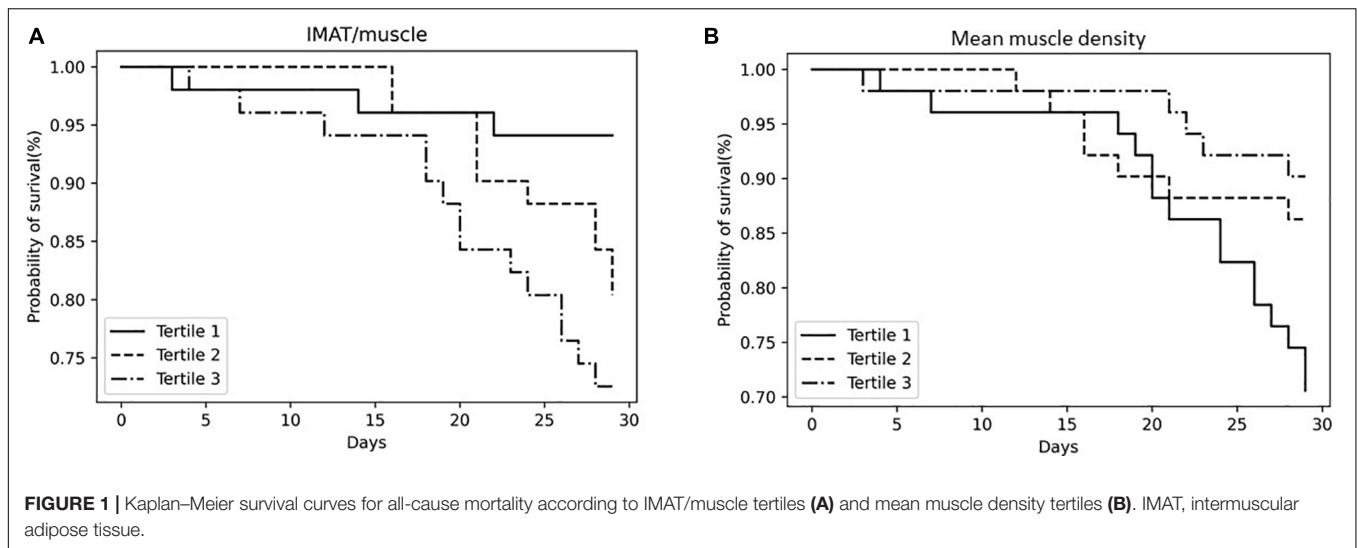 A
IMAT/muscle
Probability of surival(%)
1.00
0.95
0.90
0.85
0.80
0.75
Tertile 1
Tertile 2
Tertile 3
0 5 10 15 20 25 30
Days
B
Mean muscle density
Probability of surival(%)
1.00
0.95
0.90
0.85
0.80
0.75
0.70
Tertile 1
Tertile 2
Tertile 3
0 5 10 15 20 25 30
Days
FIGURE 1 | Kaplan–Meier survival curves for all-cause mortality according to IMAT/muscle tertiles (A) and mean muscle density tertiles (B). IMAT, intermuscular
adipose tissue.